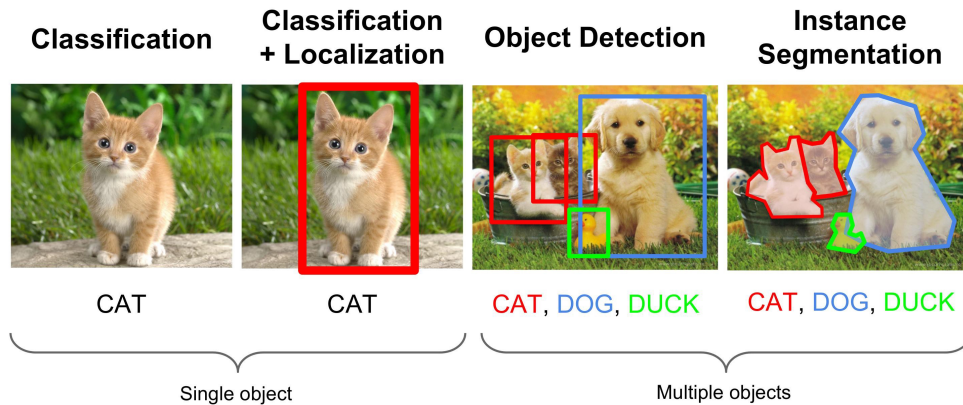 Classification
Classification
+ Localization
Object Detection
Instance
Segmentation
CAT
CAT
CAT, DOG, DUCK
CAT, DOG, DUCK
Single object
Multiple objects